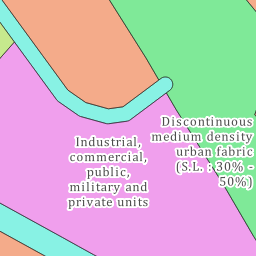 Discontinuous
medium density
urban fabric
(S.L. : 30% -
50%)
Industrial,
commercial,
public,
military and
private units